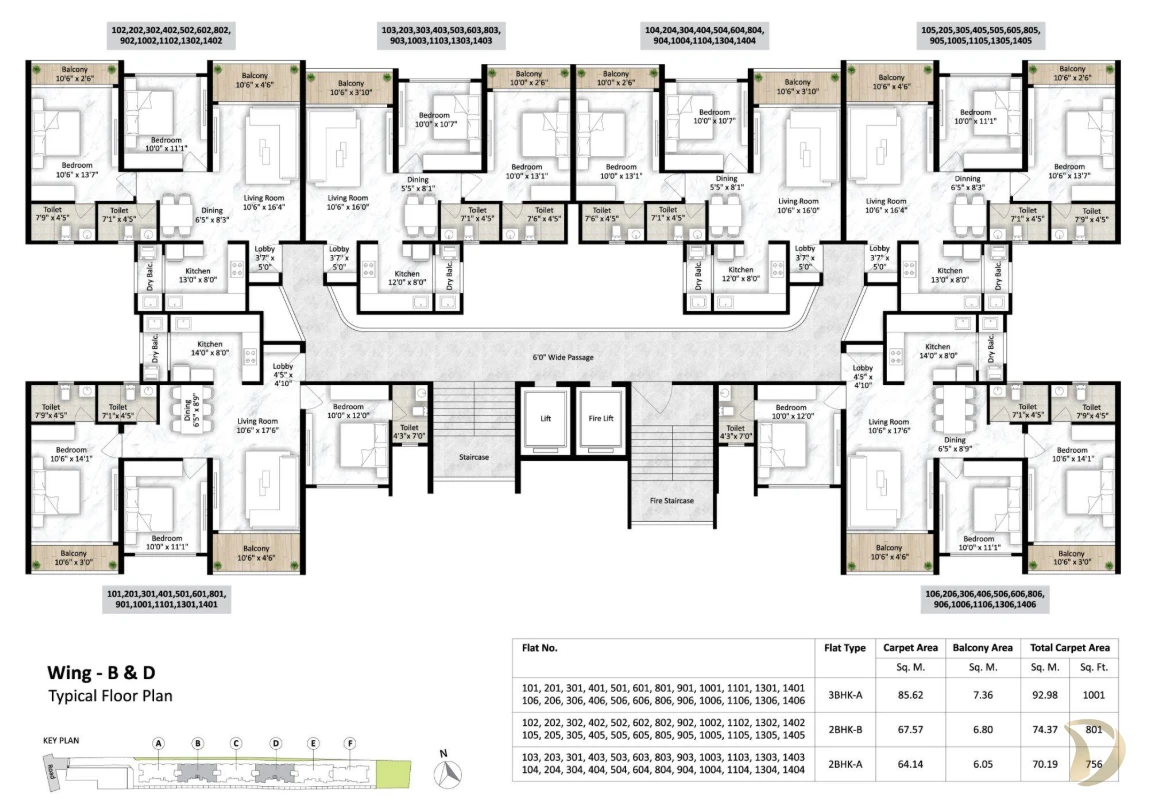 102,202,302,402,502,602,802,
902,1002,1102,1302,1402
103,203,303,403,503,603,803,
903,1003,1103,1303,1403
104,204,304,404,504,604,804,
904,1004,1104,1304,1404
105,205,305,405,505,605,805,
905,1005,1105,1305,1405
Balcony
10'6" x 2'6"
Balcony
10'6" x 4'6"
Balcony
10'6" x 3'10"
Balcony
10'0" x 2'6"
Balcony
10'0" x 2'6"
Balcony
10'6" x 3'10"
Balcony
10'6" x 4'6"
Balcony
10'6" x 2'6"
Bedroom
10'0" x 11'1"
Bedroom
10'0" x 10'7"
Bedroom
10'0" x 10'7"
Bedroom
10'0" x 11'1"
Bedroom
10'6" x 13'7"
Bedroom
10'0" x 13'1"
Bedroom
10'0" x 13'1"
Bedroom
10'6" x 13'7"
Living Room
10'6" x 16'4"
Living Room
10'6" x 16'0"
Dining
5'5" x 8'1"
Dining
5'5" x 8'1"
Living Room
10'6" x 16'0"
Living Room
10'6" x 16'4"
Dinning
6'5" x 8'3"
Toilet
7'9" x 4'5"
Toilet
7'1" x 4'5"
Dining
6'5" x 8'3"
Toilet
7'1" x 4'5"
Toilet
7'6" x 4'5"
Toilet
7'6" x 4'5"
Toilet
7'1" x 4'5"
Toilet
7'1" x 4'5"
Toilet
7'9" x 4'5"
Dry Balc.
Kitchen
13'0" x 8'0"
Lobby
3'7" x
5'0"
Lobby
3'7" x
5'0"
Kitchen
12'0" x 8'0"
Dry Balc.
Dry Balc.
Kitchen
12'0" x 8'0"
Lobby
3'7" x
5'0"
Lobby
3'7" x
5'0"
Kitchen
13'0" x 8'0"
Dry Balc.
Dry Balc.
Kitchen
14'0" x 8'0"
Lobby
4'5" x
4'10"
6'0" Wide Passage
Lobby
4'5" x
4'10"
Kitchen
14'0" x 8'0"
Dry Balc.
Toilet
7'9"x 4'5"
Toilet
7'1"x 4'5"
Dining
6'5" x 8'9"
Living Room
10'6" x 17'6"
Bedroom
10'0" x 12'0"
Toilet
4'3"x 7'0"
Staircase
Lift
Fire Lift
Fire Staircase
Toilet
4'3"x 7'0"
Bedroom
10'0" x 12'0"
Living Room
10'6" x 17'6"
Dining
6'5" x 8'9"
Toilet
7'1"x 4'5"
Toilet
7'9"x 4'5"
Bedroom
10'6" x 14'1"
Bedroom
10'6" x 14'1"
Bedroom
10'0" x 11'1"
Bedroom
10'0" x 11'1"
Balcony
10'6" x 3'0"
Balcony
10'6" x 4'6"
Balcony
10'6" x 4'6"
Balcony
10'6" x 3'0"
101,201,301,401,501,601,801,
901,1001,1101,1301,1401
106,206,306,406,506,606,806,
906,1006,1106,1306,1406
Wing - B & D
Typical Floor Plan
KEY PLAN
A B C D E F
Road
N
Flat No. Flat Type Carpet Area Balcony Area Total Carpet Area
Sq. M. Sq. M. Sq. M. Sq. Ft.
101, 201, 301, 401, 501, 601, 801, 901, 1001, 1101, 1301, 1401
106, 206, 306, 406, 506, 606, 806, 906, 1006, 1106, 1306, 1406
3BHK-A 85.62 7.36 92.98 1001
102, 202, 302, 402, 502, 602, 802, 902, 1002, 1102, 1302, 1402
105, 205, 305, 405, 505, 605, 805, 905, 1005, 1105, 1305, 1405
2BHK-B 67.57 6.80 74.37 801
103, 203, 303, 403, 503, 603, 803, 903, 1003, 1103, 1303, 1403
104, 204, 304, 404, 504, 604, 804, 904, 1004, 1104, 1304, 1404
2BHK-A 64.14 6.05 70.19 756